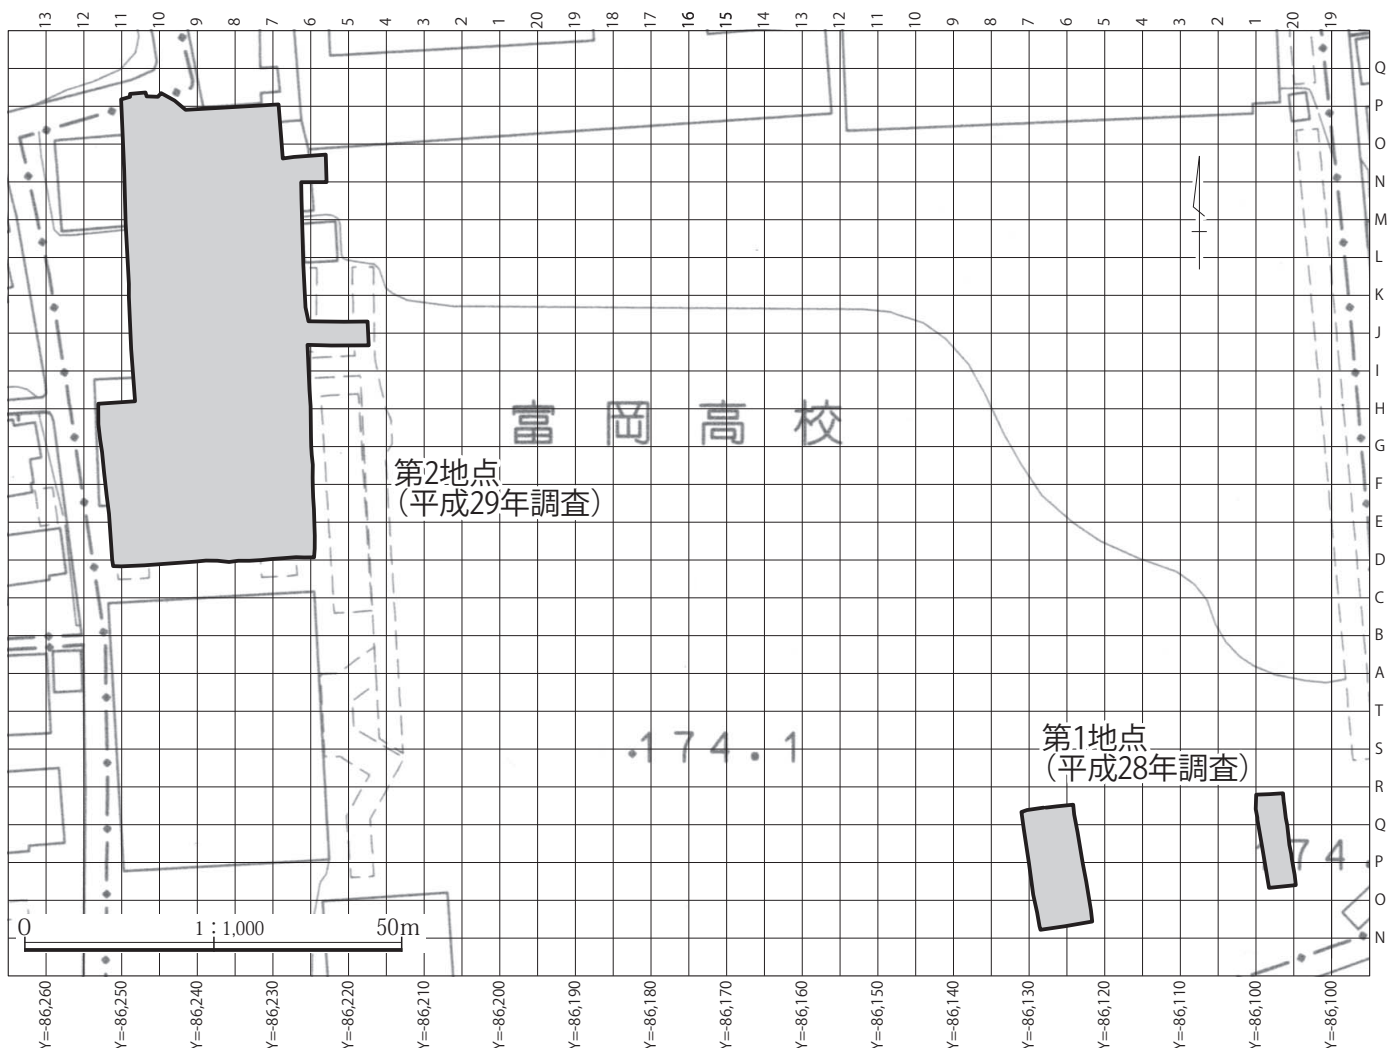 13 12 11 10 9 8 7 6 5 4 3 2 1 20 19 18 17 16 15 14 13 12 11 10 9 8 7 6 5 4 3 2 1 20 19
Q
P
O
N
M
L
K
J
I
H
G
F
E
D
C
B
A
T
S
R
Q
P
O
N
富岡高校
第2地点
（平成29年調査）
174.1
第1地点
（平成28年調査）
174.
0 1：1,000 50m
Y=-86,260 Y=-86,250 Y=-86,240 Y=-86,230 Y=-86,220 Y=-86,210 Y=-86,200 Y=-86,190 Y=-86,180 Y=-86,170 Y=-86,160 Y=-86,150 Y=-86,140 Y=-86,130 Y=-86,120 Y=-86,110 Y=-86,100 Y=-86,100